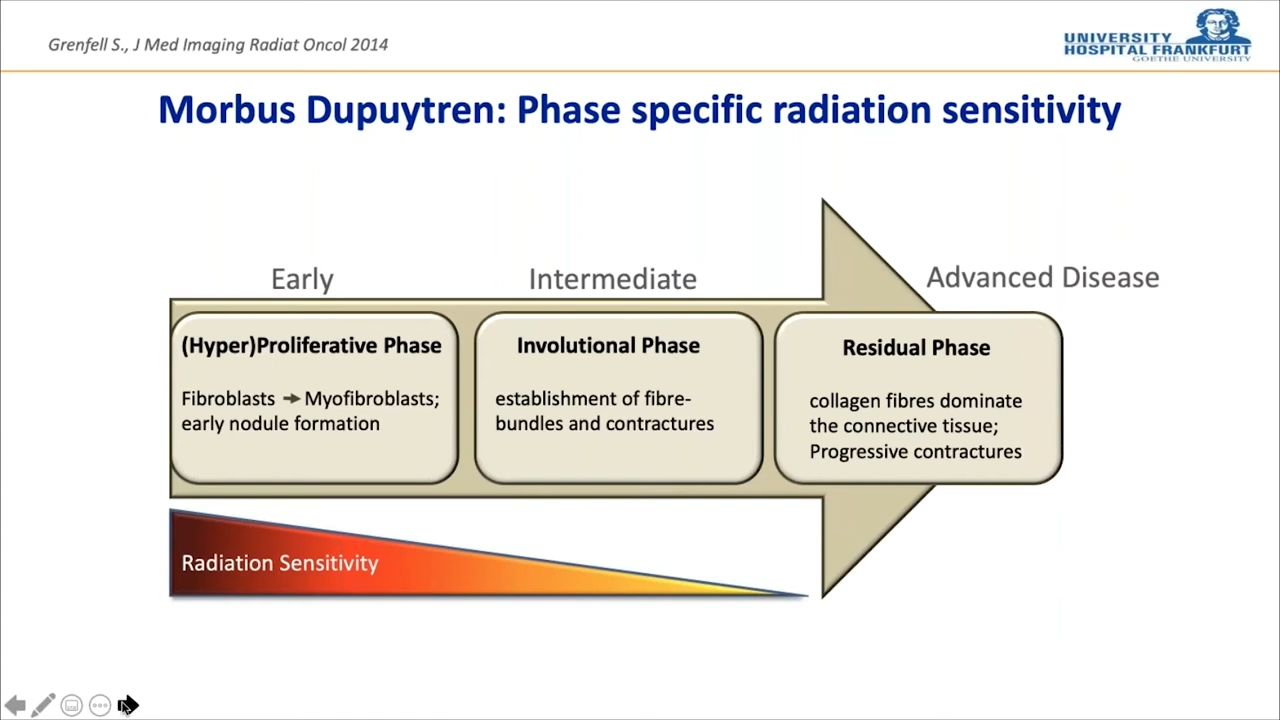 Grenfell S., J Med Imaging Radiat Oncol 2014
UNIVERSITY
HOSPITAL FRANKFURT
GOETHE UNIVERSITY
Morbus Dupuytren: Phase specific radiation sensitivity
Early
Intermediate
Advanced Disease
(Hyper)Proliferative Phase
Fibroblasts → Myofibroblasts;
early nodule formation
Involutional Phase
establishment of fibre-
bundles and contractures
Residual Phase
collagen fibres dominate
the connective tissue;
Progressive contractures
Radiation Sensitivity